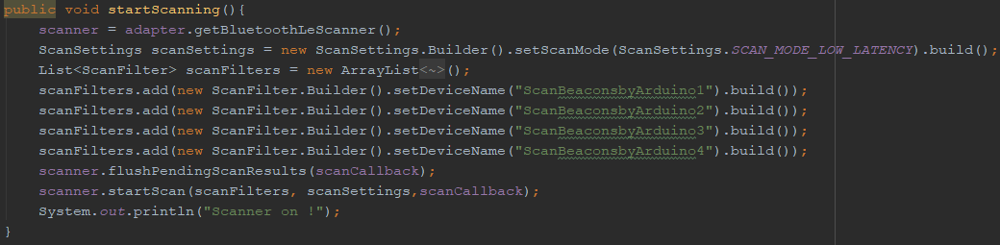 public void startScanning(){
scanner = adapter.getBluetoothLeScanner();
ScanSettings scanSettings = new ScanSettings.Builder().setScanMode(ScanSettings.SCAN_MODE_LOW_LATENCY).build();
List<ScanFilter> scanFilters = new ArrayList<~>();
scanFilters.add(new ScanFilter.Builder().setDeviceName("ScanBeaconsbyArduino1").build());
scanFilters.add(new ScanFilter.Builder().setDeviceName("ScanBeaconsbyArduino2").build());
scanFilters.add(new ScanFilter.Builder().setDeviceName("ScanBeaconsbyArduino3").build());
scanFilters.add(new ScanFilter.Builder().setDeviceName("ScanBeaconsbyArduino4").build());
scanner.flushPendingScanResults(scanCallback);
scanner.startScan(scanFilters, scanSettings,scanCallback);
System.out.println("Scanner on !");
}